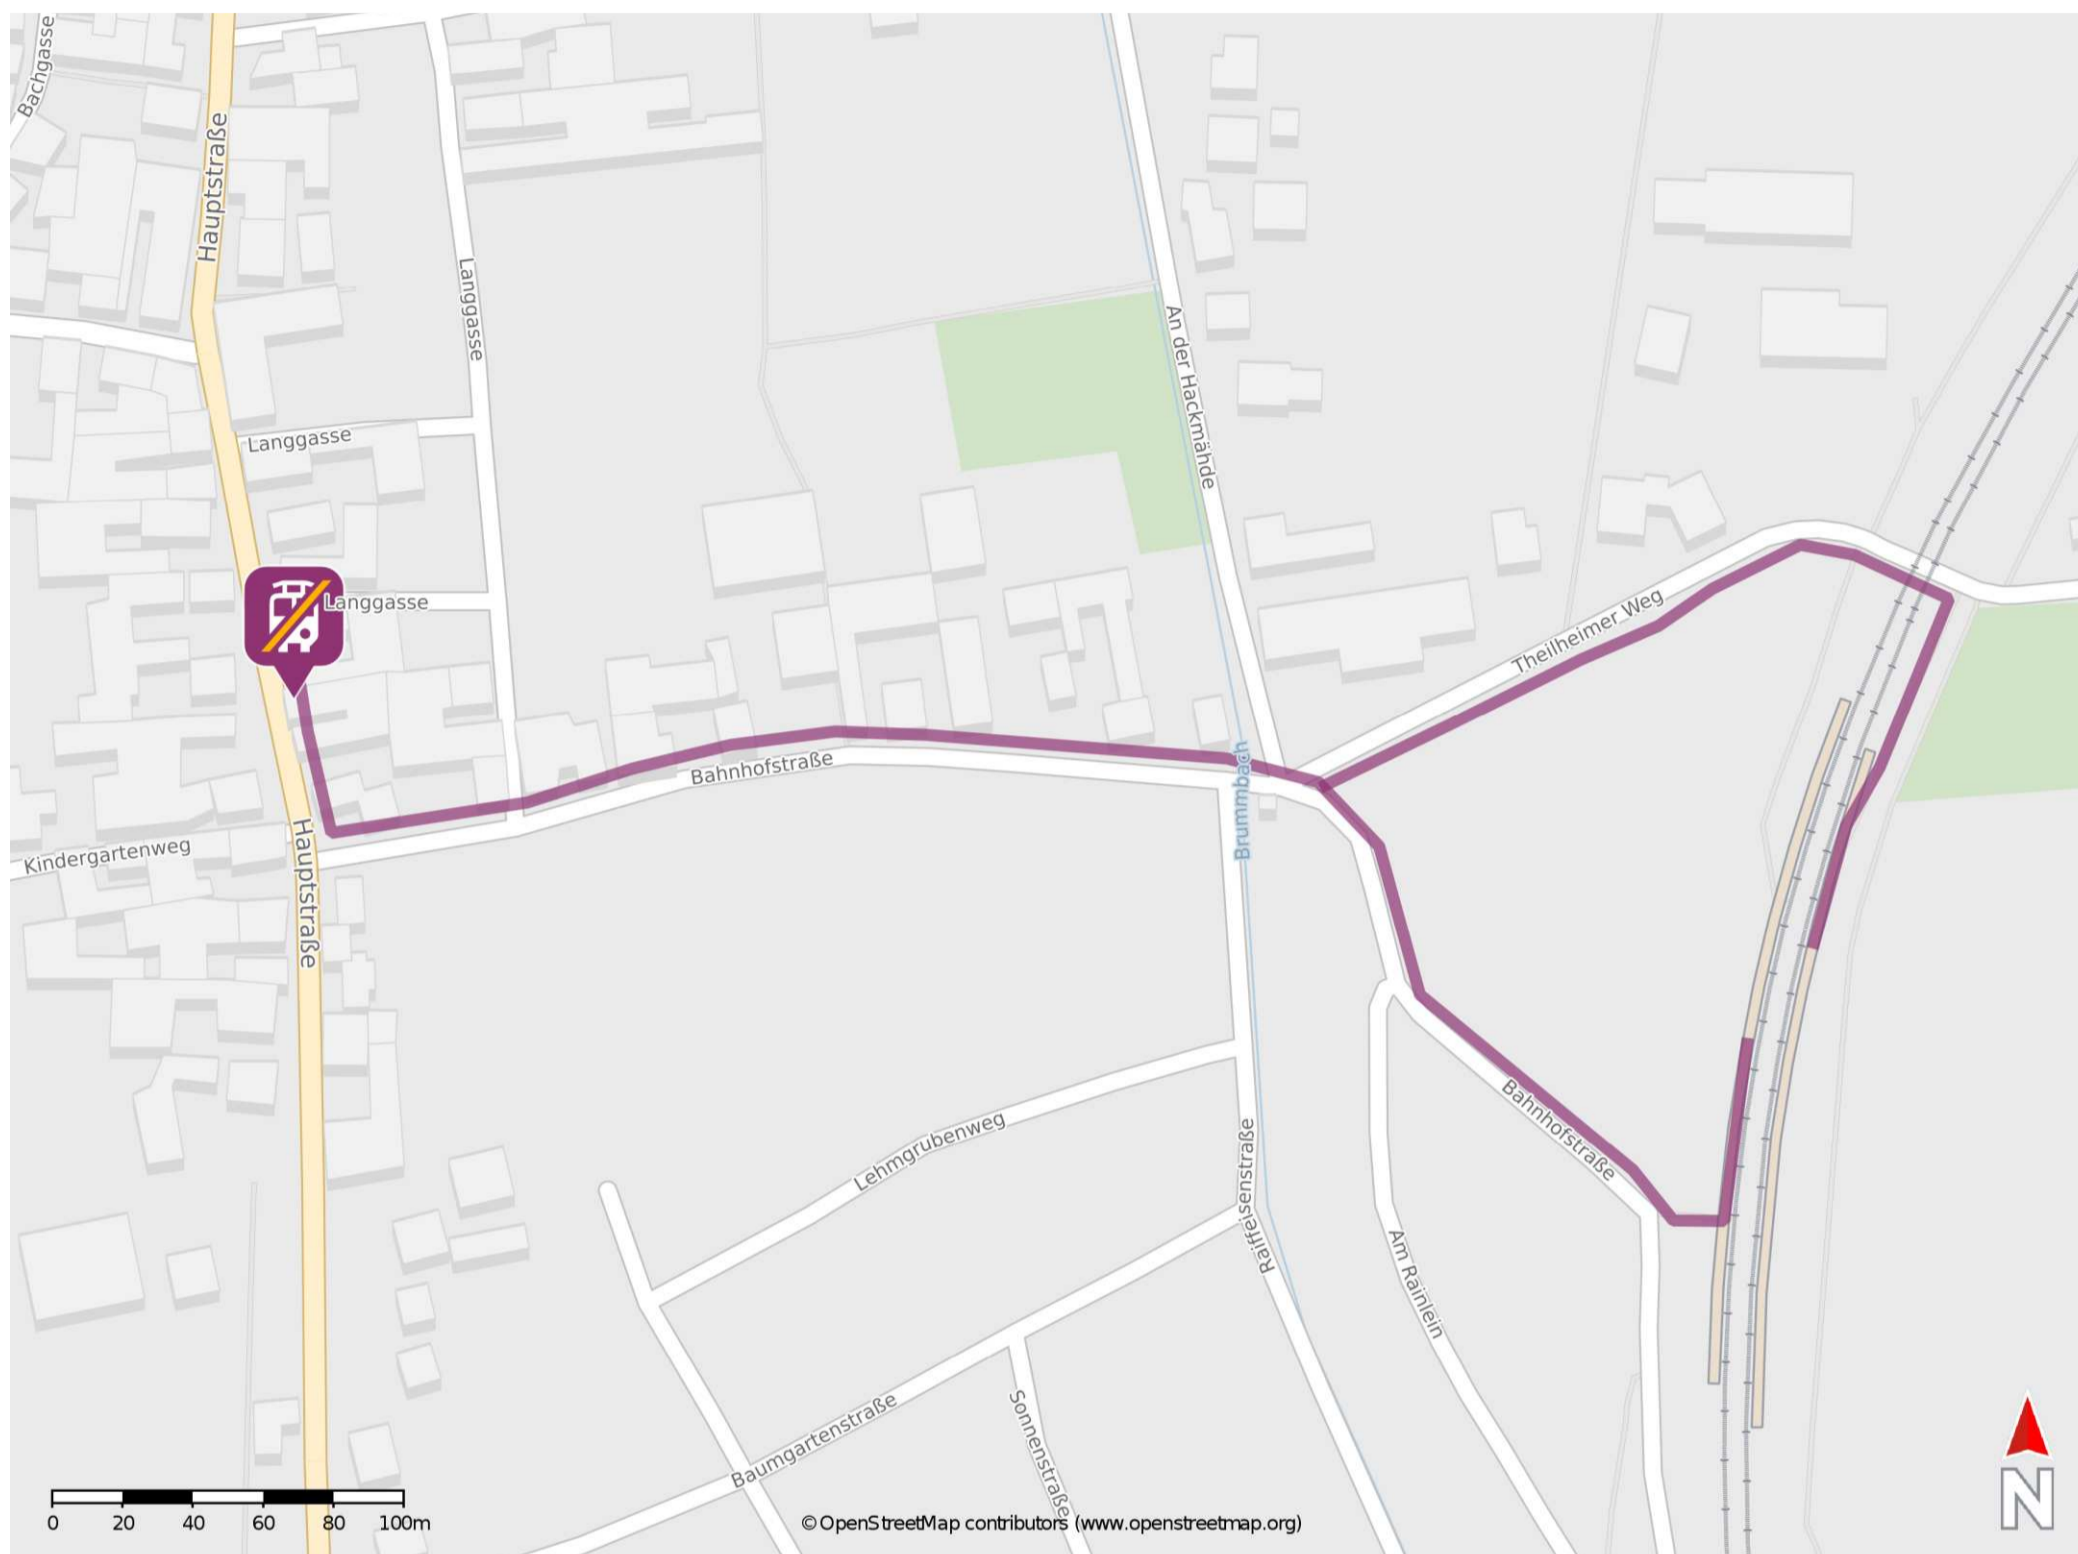 Bachgasse
Hauptstraße
Langgasse
An der Hackmähde
Langgasse
Langgasse
Theilheimer Weg
Bahnhofstraße
Brummbach
Kindergartenweg
Hauptstraße
Bahnhofstraße
Lehmgrubenweg
Raiffeisenstraße
Am Rainlein
Baumgartenstraße
Sonnenstraße
0 20 40 60 80 100m
©OpenStreetMap contributors (www.openstreetmap.org)
N